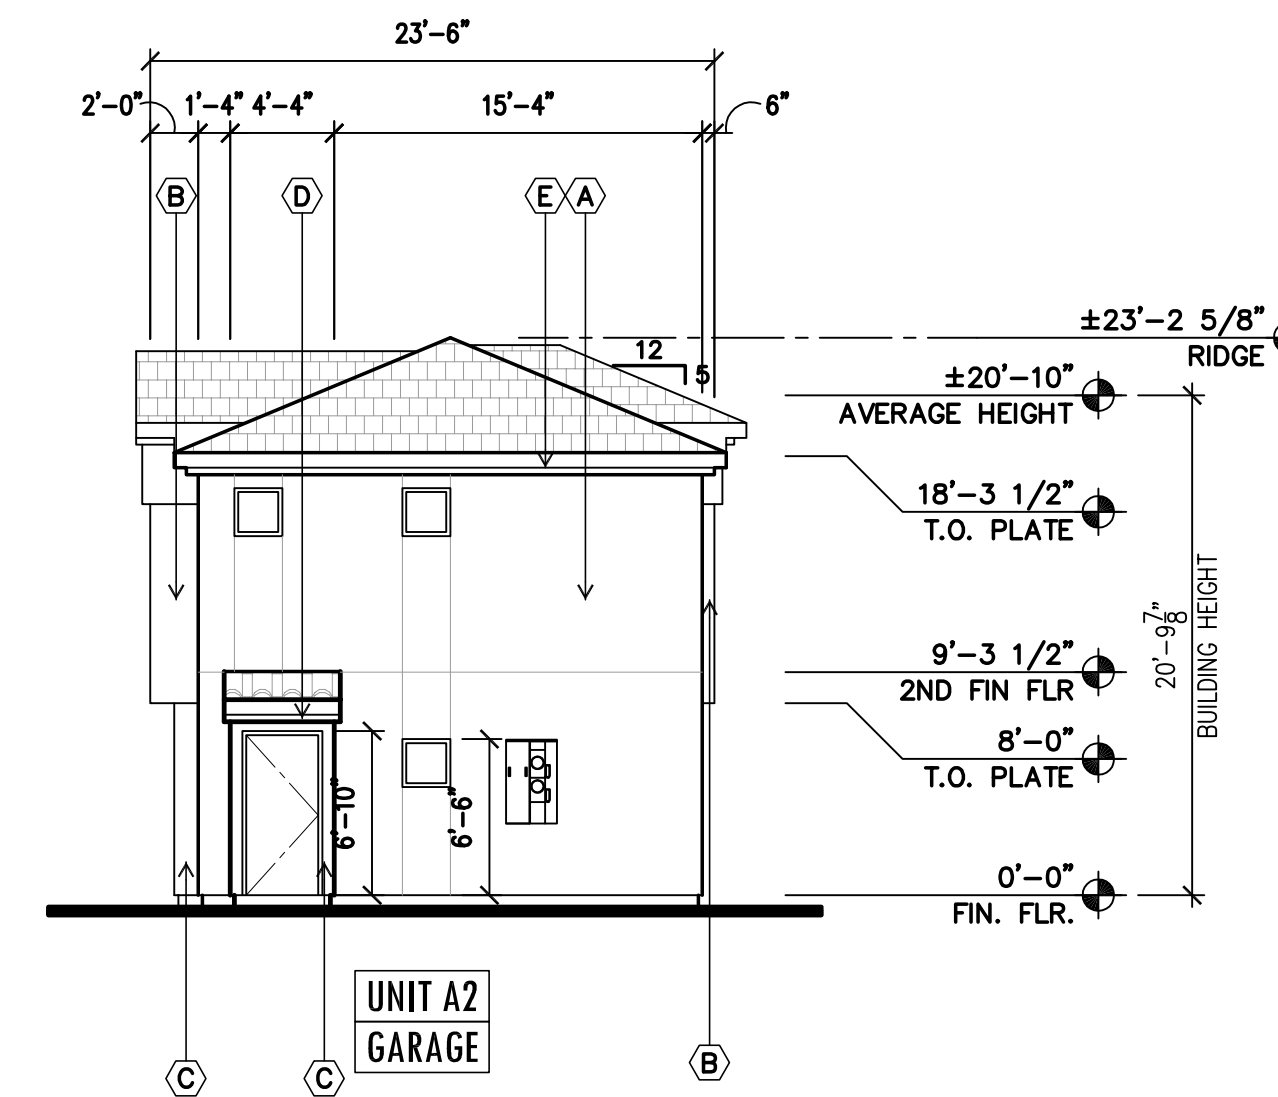 23'-6"
2'-0" 1'-4" 4'-4" 15'-4" 6"
B D E A
±23'-2 5/8"
RIDGE
12
5
±20'-10"
AVERAGE HEIGHT
18'-3 1/2"
T.O. PLATE
9'-3 1/2"
2ND FIN FLR
8'-0"
T.O. PLATE
20'-9 7/8"
BUILDING HEIGHT
6'-10"
6'-6"
0'-0"
FIN. FLR.
UNIT A2
GARAGE
C C B